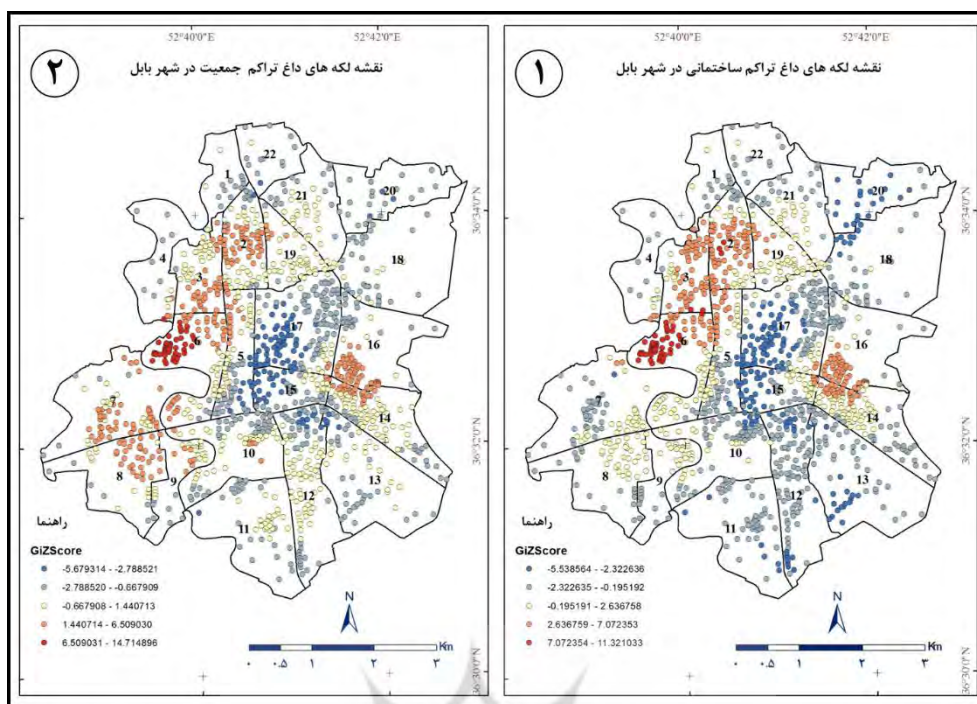 ۱
نقشه لکه های داغ تراکم ساختمانی در شهر بابل
52°40'0"E
52°42'0"E
36°34'0"N
36°32'0"N
36°30'0"N
22
1
20
21
2
4
19
18
3
17
6
16
5
15
7
14
10
8
9
13
12
11
راهنما
GiZScore
-5.538564 - -2.322636
-2.322635 - -0.195192
-0.195191 - 2.636758
2.636759 - 7.072353
7.072354 - 11.321033
N
۰ ۰.۵ ۱ ۲ ۳
Km
۲
نقشه لکه های داغ تراکم جمعیت در شهر بابل
52°40'0"E
52°42'0"E
36°34'0"N
36°32'0"N
36°30'0"N
22
1
20
21
2
4
19
18
3
17
6
16
5
15
7
14
10
8
9
13
12
11
راهنما
GiZScore
-5.679314 - -2.788521
-2.788520 - -0.667909
-0.667908 - 1.440713
1.440714 - 6.509030
6.509031 - 14.714896
N
۰ ۰.۵ ۱ ۲ ۳
Km